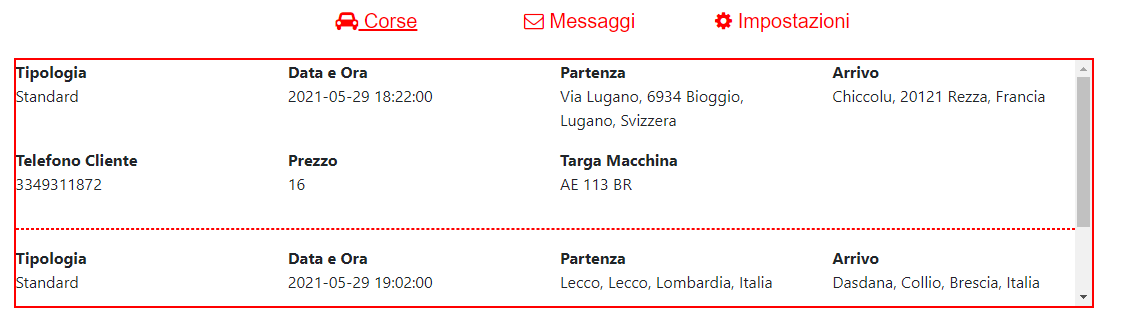 Corse Messaggi Impostazioni
Tipologia Data e Ora Partenza Arrivo
Standard 2021-05-29 18:22:00 Via Lugano, 6934 Bioggio, Chiccolu, 20121 Rezza, Francia
Lugano, Svizzera
Telefono Cliente Prezzo Targa Macchina
3349311872 16 AE 113 BR
Tipologia Data e Ora Partenza Arrivo
Standard 2021-05-29 19:02:00 Lecco, Lecco, Lombardia, Italia Dasdana, Collio, Brescia, Italia